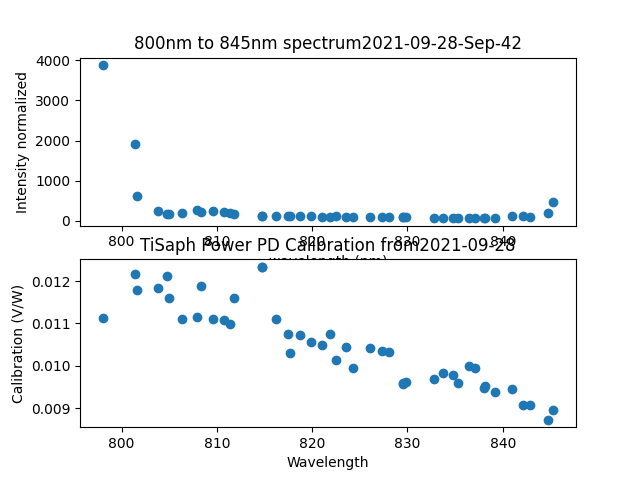 800nm to 845nm spectrum2021-09-28-Sep-42
4000
3000
2000
1000
0
Intensity normalized
800 810 820 830 840
wavelength (nm)
TiSaph Power PD Calibration from2021-09-28
0.012
0.011
0.010
0.009
Calibration (V/W)
800 810 820 830 840
Wavelength